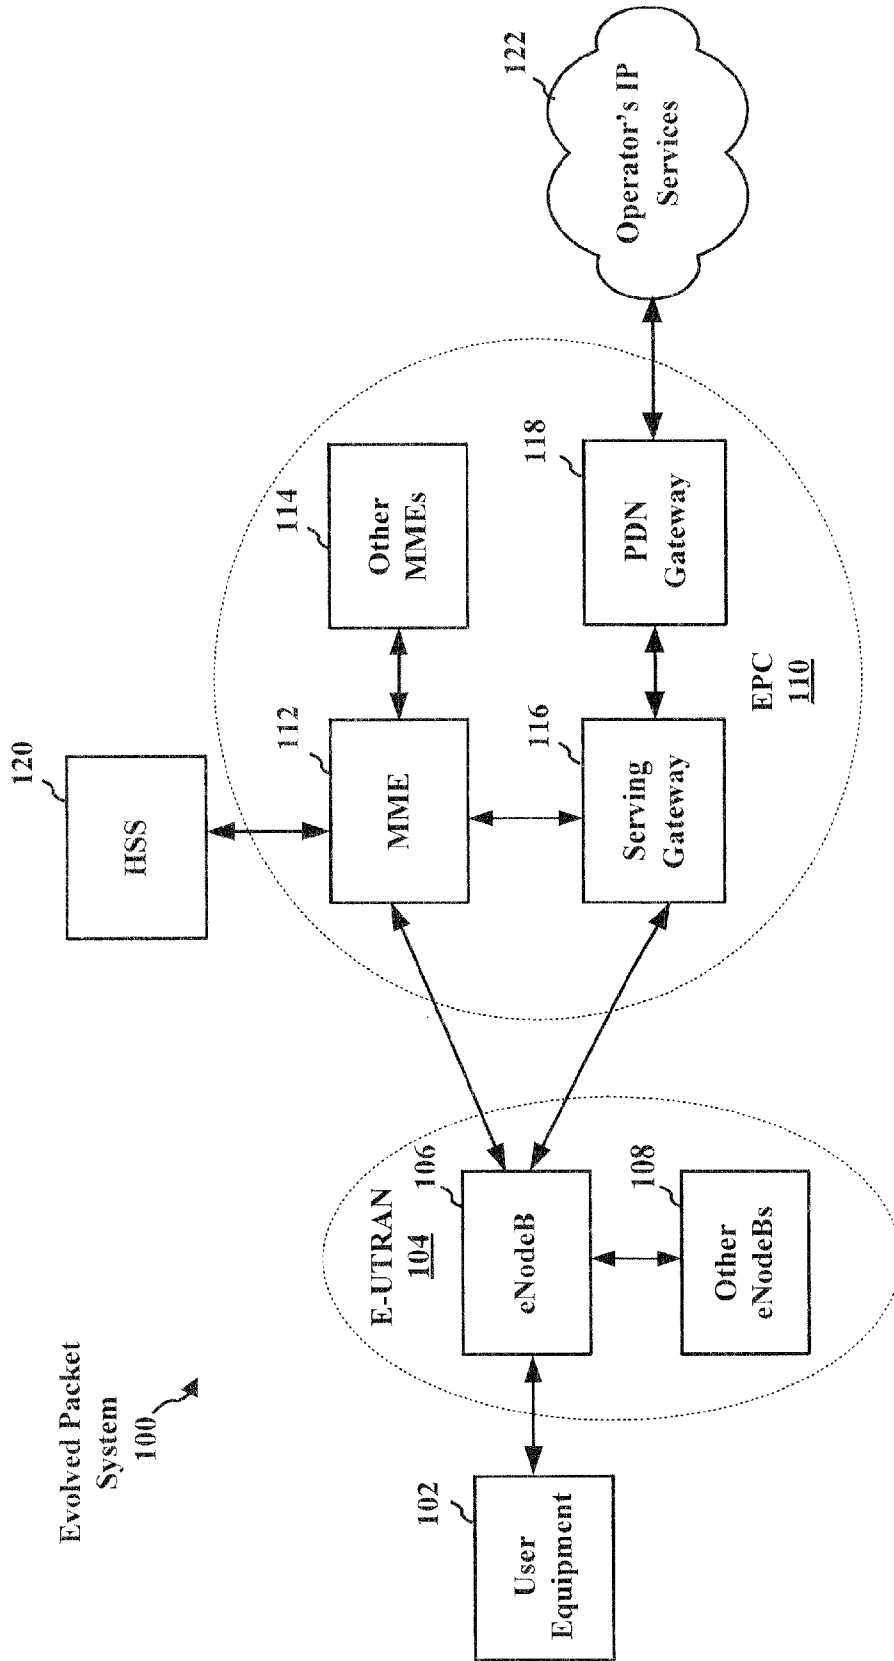 Evolved Packet
System
100
120
HSS
112
MME
114
Other
MMEs
E-UTRAN
104
106
eNodeB
102
User
Equipment
108
Other
eNodeBs
116
Serving
Gateway
118
PDN
Gateway
EPC
110
122
Operator's IP
Services